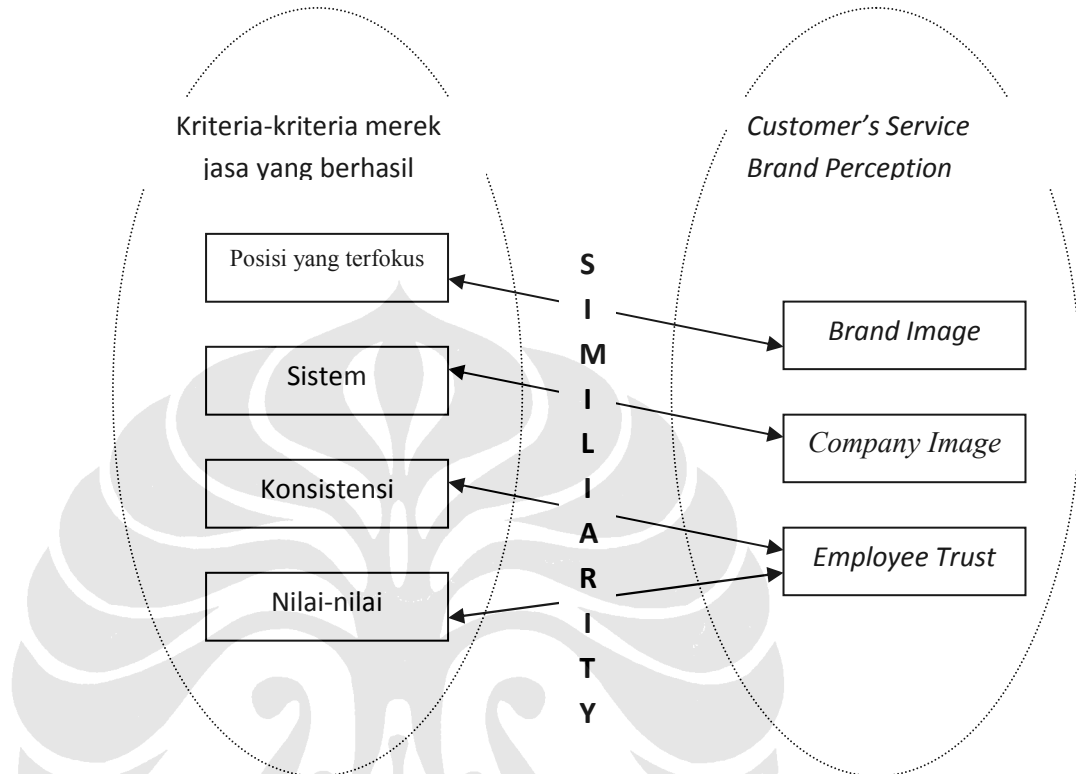 Kriteria-kriteria merek
jasa yang berhasil
Posisi yang terfokus
Sistem
Konsistensi
Nilai-nilai
S
I
M
I
L
I
A
R
I
T
Y
Customer's Service
Brand Perception
Brand Image
Company Image
Employee Trust